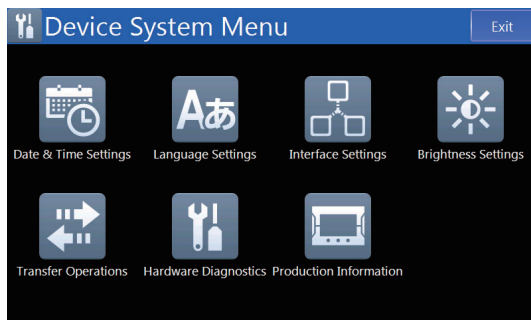 Device System Menu
Exit
Aあ
Date & Time Settings
Language Settings
Interface Settings
Brightness Settings
Transfer Operations
Hardware Diagnostics
Production Information